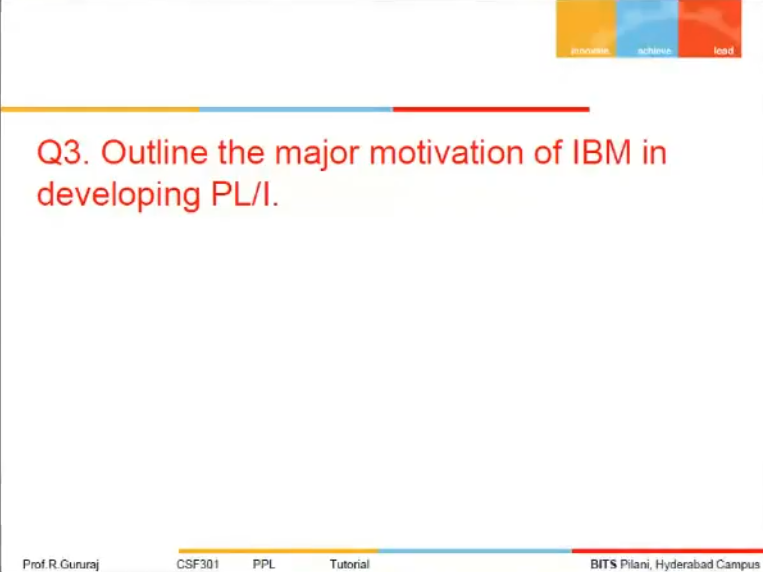 innovate achieve lead
Q3. Outline the major motivation of IBM in
developing PL/I.
Prof.R.Gururaj CSF301 PPL Tutorial BITS Pilani, Hyderabad Campus